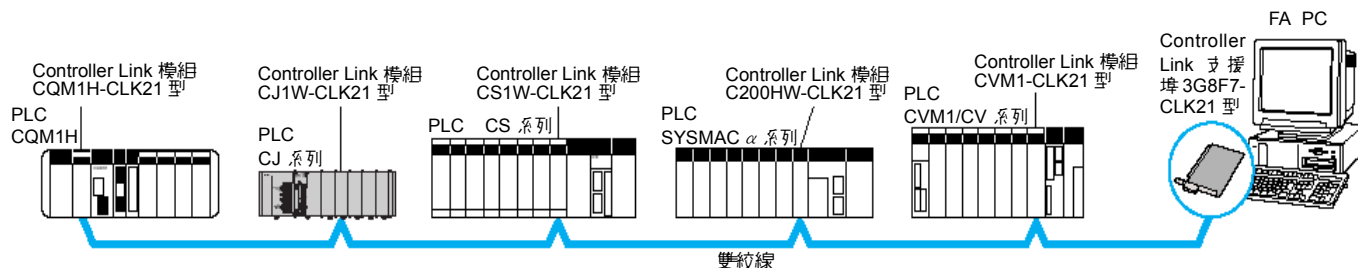 Controller Link 模組
CQM1H-CLK21 型
PLC
CQM1H
Controller Link 模組
CJ1W-CLK21 型
PLC
CJ 系列
Controller Link 模組
CS1W-CLK21 型
PLC CS 系列
Controller Link 模組
C200HW-CLK21 型
PLC
SYSMAC α 系列
Controller Link 模組
CVM1-CLK21 型
PLC
CVM1/CV 系列
FA PC
Controller
Link 支援
埠 3G8F7-
CLK21 型
雙絞線